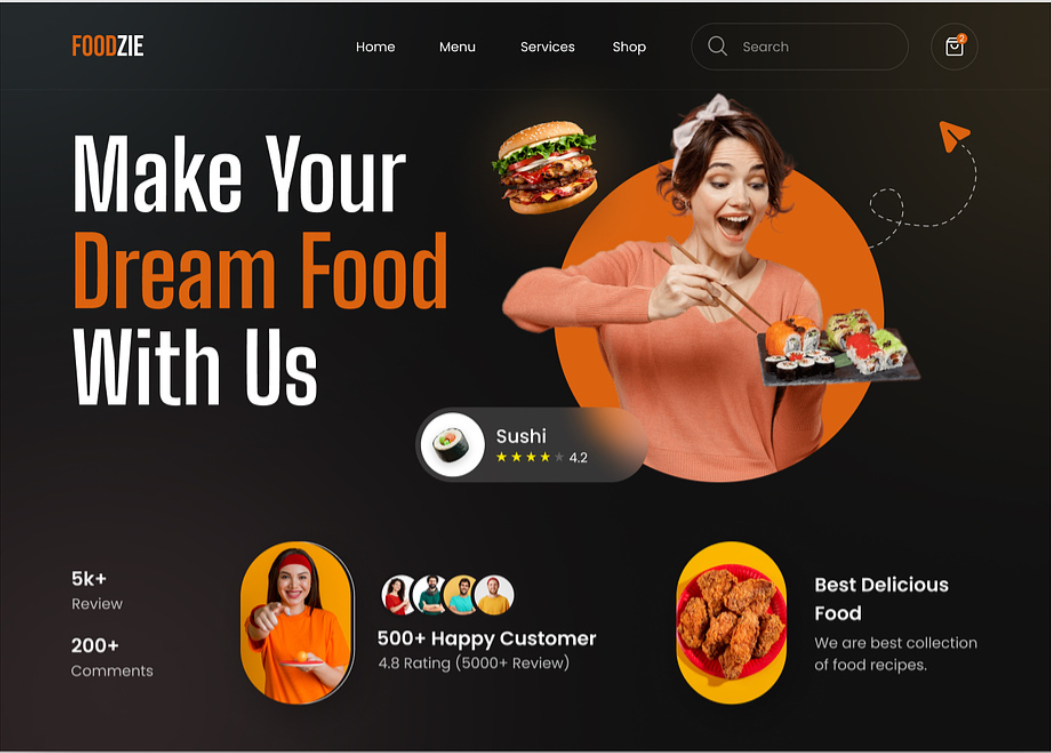 FOODZIE
Home
Menu
Services
Shop
Search
2
Make Your
Dream Food
With Us
Sushi
4.2
5k+
Review
200+
Comments
500+ Happy Customer
4.8 Rating (5000+ Review)
Best Delicious
Food
We are best collection
of food recipes.